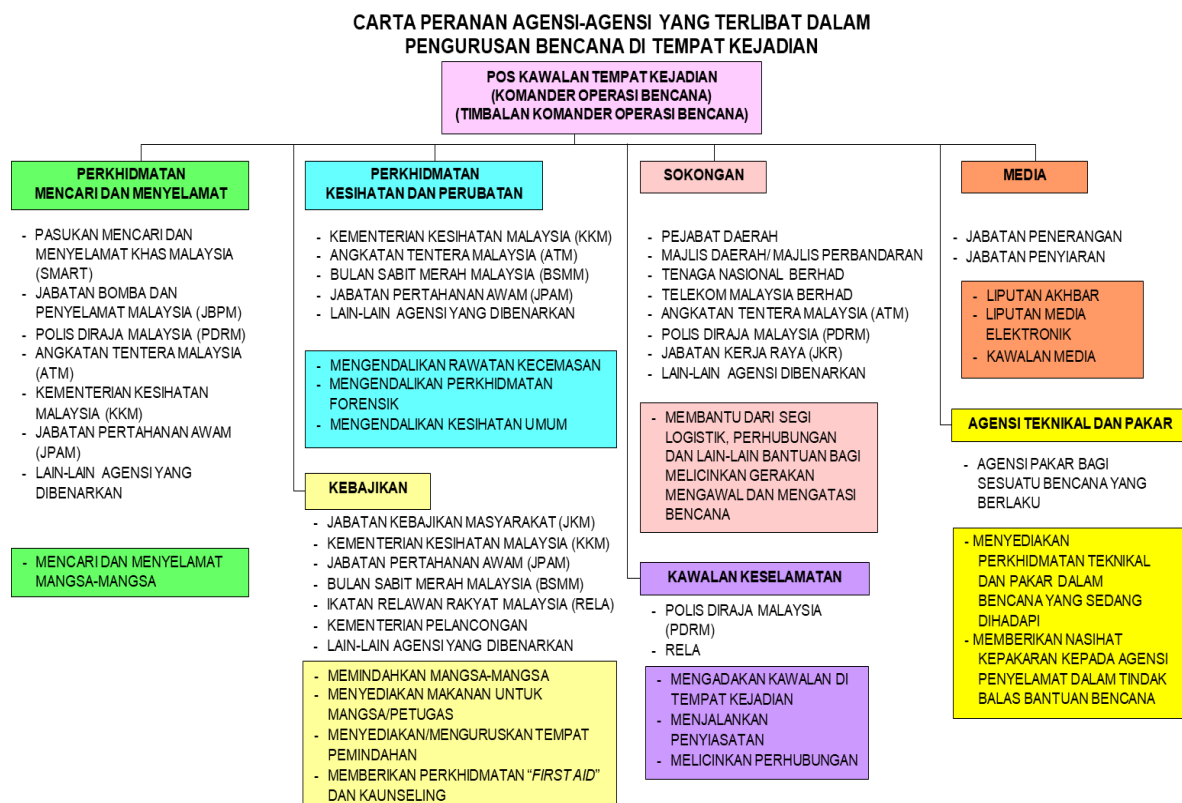 CARTA PERANAN AGENSI-AGENSI YANG TERLIBAT DALAM
PENGURUSAN BENCANA DI TEMPAT KEJADIAN
POS KAWALAN TEMPAT KEJADIAN
(KOMANDER OPERASI BENCANA)
(TIMBALAN KOMANDER OPERASI BENCANA)
PERKHIDMATAN
MENCARI DAN MENYELAMAT
- PASUKAN MENCARI DAN
MENYELAMAT KHAS MALAYSIA
(SMART)
- JABATAN BOMBA DAN
PENYELAMAT MALAYSIA (JBPM)
- POLIS DIRAJA MALAYSIA (PDRM)
- ANGKATAN TENTERA MALAYSIA
(ATM)
- KEMENTERIAN KESIHATAN
MALAYSIA (KKM)
- JABATAN PERTAHANAN AWAM
(JPAM)
- LAIN-LAIN AGENSI YANG
DIBENARKAN
- MENCARI DAN MENYELAMAT
MANGSA-MANGSA
PERKHIDMATAN
KESIHATAN DAN PERUBATAN
- KEMENTERIAN KESIHATAN MALAYSIA (KKM)
- ANGKATAN TENTERA MALAYSIA (ATM)
- BULAN SABIT MERAH MALAYSIA (BSMM)
- JABATAN PERTAHANAN AWAM (JPAM)
- LAIN-LAIN AGENSI YANG DIBENARKAN
- MENGENDALIKAN RAWATAN KECEMASAN
- MENGENDALIKAN PERKHIDMATAN
FORENSIK
- MENGENDALIKAN KESIHATAN UMUM
KEBAJIKAN
- JABATAN KEBAJIKAN MASYARAKAT (JKM)
- KEMENTERIAN KESIHATAN MALAYSIA (KKM)
- JABATAN PERTAHANAN AWAM (JPAM)
- BULAN SABIT MERAH MALAYSIA (BSMM)
- IKATAN RELAWAN RAKYAT MALAYSIA (RELA)
- KEMENTERIAN PELANCONGAN
- LAIN-LAIN AGENSI YANG DIBENARKAN
- MEMINDAHKAN MANGSA-MANGSA
- MENYEDIAKAN MAKANAN UNTUK
MANGSA/PETUGAS
- MENYEDIAKAN/MENGURUSKAN TEMPAT
PEMINDAHAN
- MEMBERIKAN PERKHIDMATAN “FIRST AID”
DAN KAUNSELING
SOKONGAN
- PEJABAT DAERAH
- MAJLIS DAERAH/ MAJLIS PERBANDARAN
- TENAGA NASIONAL BERHAD
- TELEKOM MALAYSIA BERHAD
- ANGKATAN TENTERA MALAYSIA (ATM)
- POLIS DIRAJA MALAYSIA (PDRM)
- JABATAN KERJA RAYA (JKR)
- LAIN-LAIN AGENSI DIBENARKAN
- MEMBANTU DARI SEGI
LOGISTIK, PERHUBUNGAN
DAN LAIN-LAIN BANTUAN BAGI
MELICINKAN GERAKAN
MENGAWAL DAN MENGATASI
BENCANA
KAWALAN KESELAMATAN
- POLIS DIRAJA MALAYSIA
(PDRM)
- RELA
- MENGADAKAN KAWALAN DI
TEMPAT KEJADIAN
- MENJALANKAN
PENYIASATAN
- MELICINKAN PERHUBUNGAN
MEDIA
- JABATAN PENERANGAN
- JABATAN PENYIARAN
- LIPUTAN AKHBAR
- LIPUTAN MEDIA
ELEKTRONIK
- KAWALAN MEDIA
AGENSI TEKNIKAL DAN PAKAR
- AGENSI PAKAR BAGI
SESUATU BENCANA YANG
BERLAKU
- MENYEDIAKAN
PERKHIDMATAN TEKNIKAL
DAN PAKAR DALAM
BENCANA YANG SEDANG
DIHADAPI
- MEMBERIKAN NASIHAT
KEPAKARAN KEPADA AGENSI
PENYELAMAT DALAM TINDAK
BALAS BANTUAN BENCANA